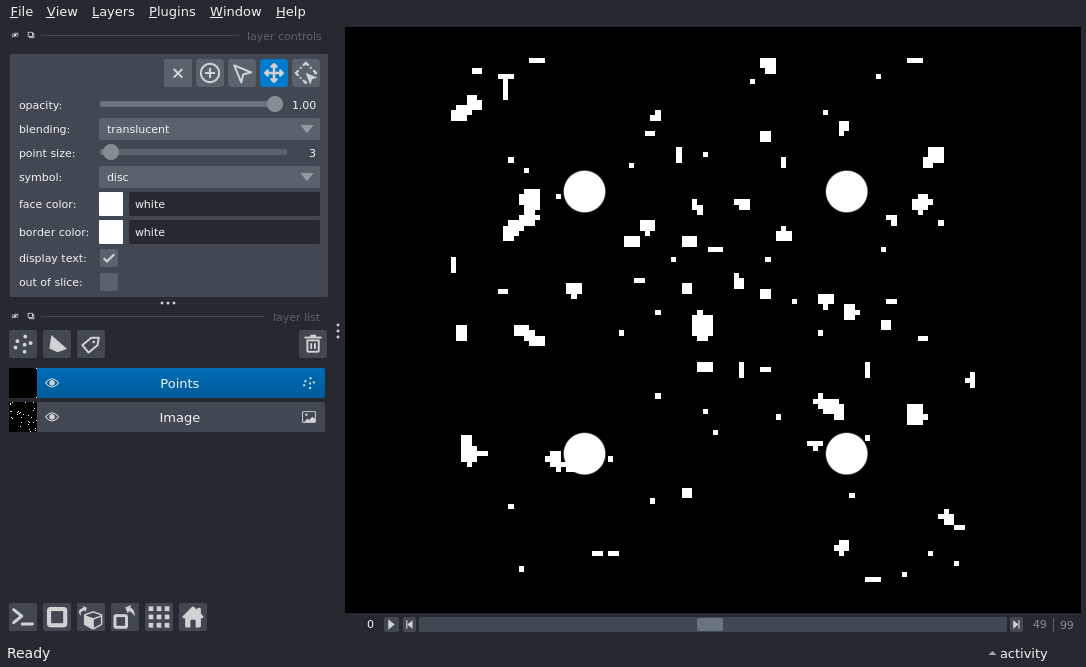 File View Layers Plugins Window Help
layer controls
opacity: 1.00
blending: translucent
point size: 3
symbol: disc
face color: white
border color: white
display text:
out of slice:
layer list
Points
Image
0 49 | 99
Ready activity